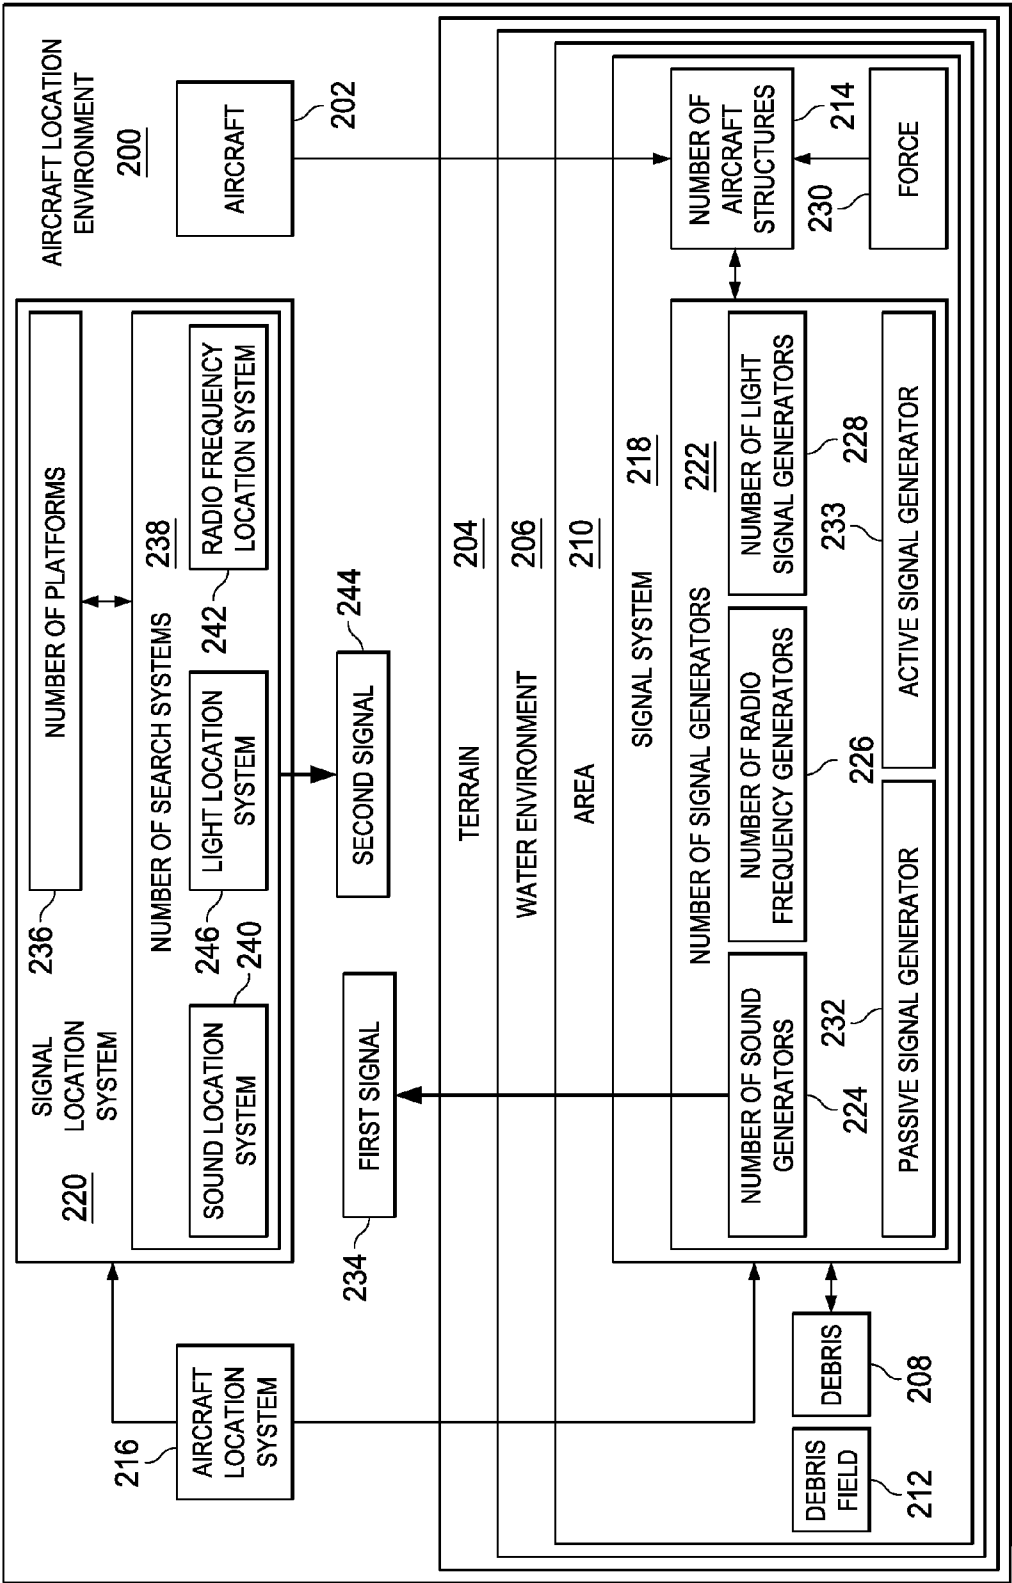 AIRCRAFT LOCATION
ENVIRONMENT
200
SIGNAL
LOCATION
SYSTEM
220
236
NUMBER OF PLATFORMS
NUMBER OF SEARCH SYSTEMS
238
SOUND LOCATION
SYSTEM
240
246
LIGHT LOCATION
SYSTEM
242
RADIO FREQUENCY
LOCATION SYSTEM
216
AIRCRAFT
LOCATION
SYSTEM
AIRCRAFT
202
234
FIRST SIGNAL
SECOND SIGNAL
244
TERRAIN
204
WATER ENVIRONMENT
206
AREA
210
SIGNAL SYSTEM
218
NUMBER OF SIGNAL GENERATORS
222
NUMBER OF SOUND
GENERATORS
224
NUMBER OF RADIO
FREQUENCY GENERATORS
226
NUMBER OF LIGHT
SIGNAL GENERATORS
228
232
PASSIVE SIGNAL GENERATOR
233
ACTIVE SIGNAL GENERATOR
NUMBER OF
AIRCRAFT
STRUCTURES
214
230
FORCE
DEBRIS
FIELD
212
DEBRIS
208